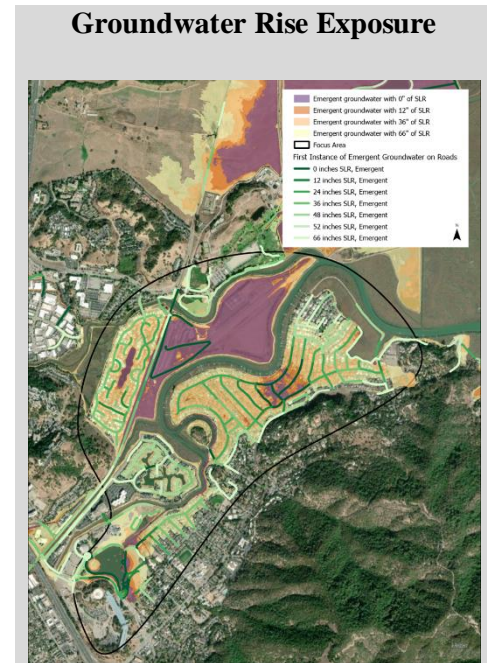 Groundwater Rise Exposure
Emergent groundwater with 0" of SLR
Emergent groundwater with 12" of SLR
Emergent groundwater with 36" of SLR
Emergent groundwater with 66" of SLR
Focus Area
First Instance of Emergent Groundwater on Roads
0 inches SLR, Emergent
12 inches SLR, Emergent
24 inches SLR, Emergent
36 inches SLR, Emergent
48 inches SLR, Emergent
52 inches SLR, Emergent
66 inches SLR, Emergent